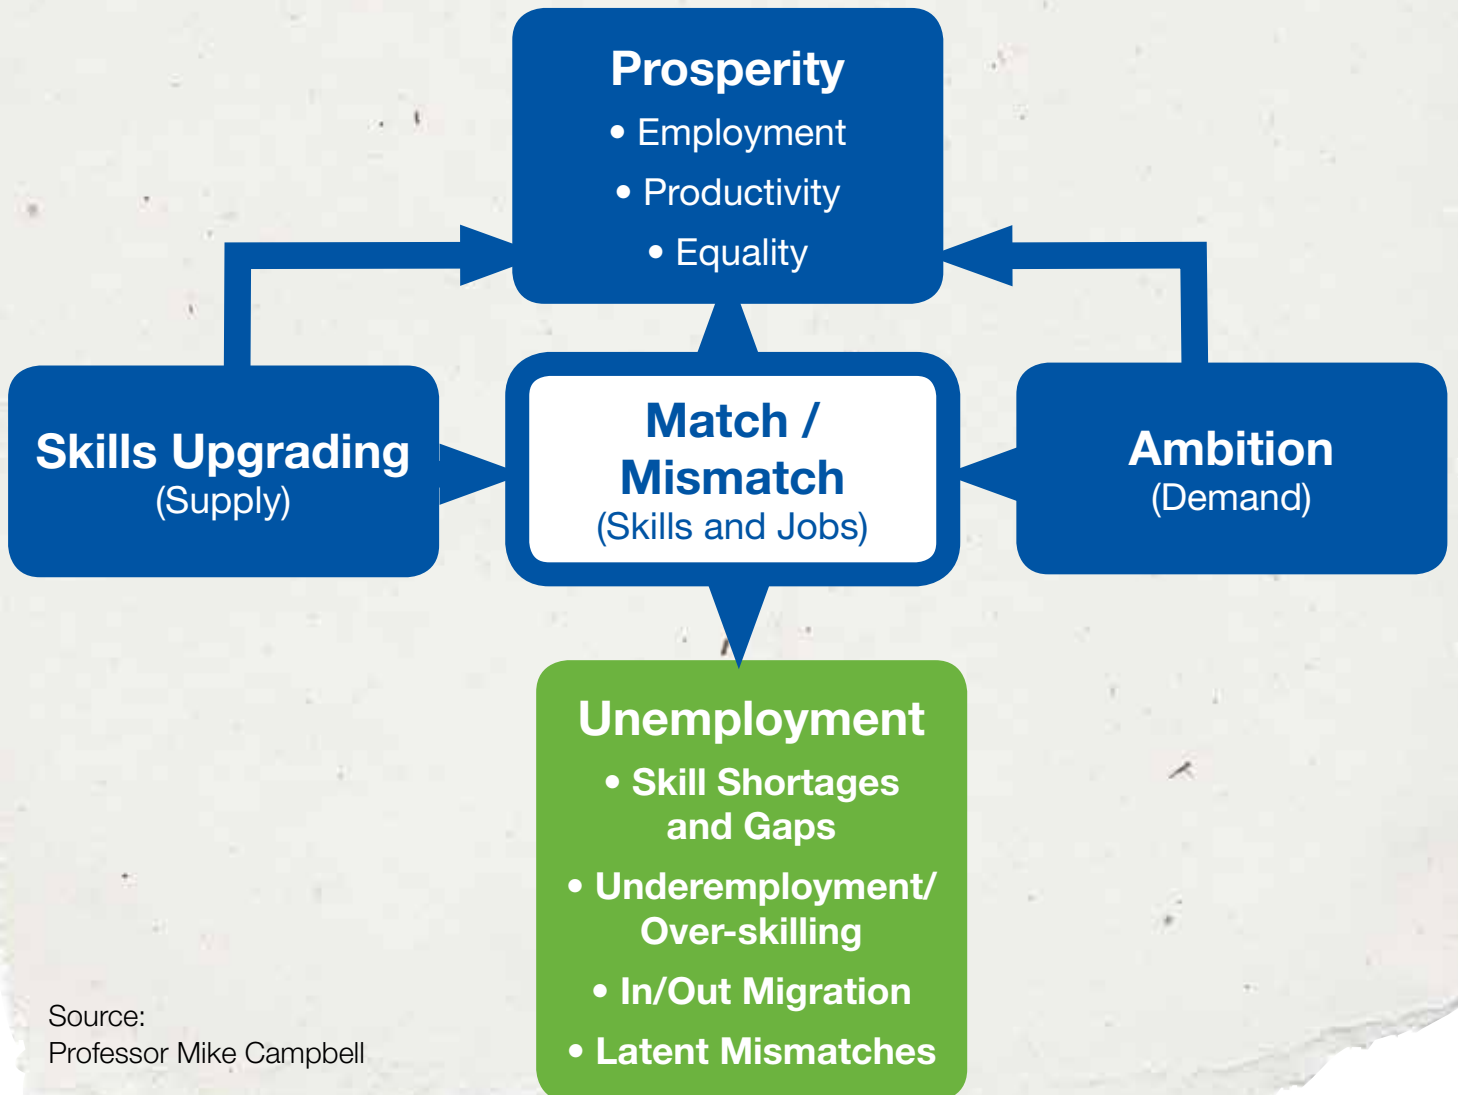 Prosperity
• Employment
• Productivity
• Equality
Skills Upgrading
(Supply)
Match /
Mismatch
(Skills and Jobs)
Ambition
(Demand)
Unemployment
• Skill Shortages
and Gaps
• Underemployment/
Over-skilling
• In/Out Migration
• Latent Mismatches
Source:
Professor Mike Campbell